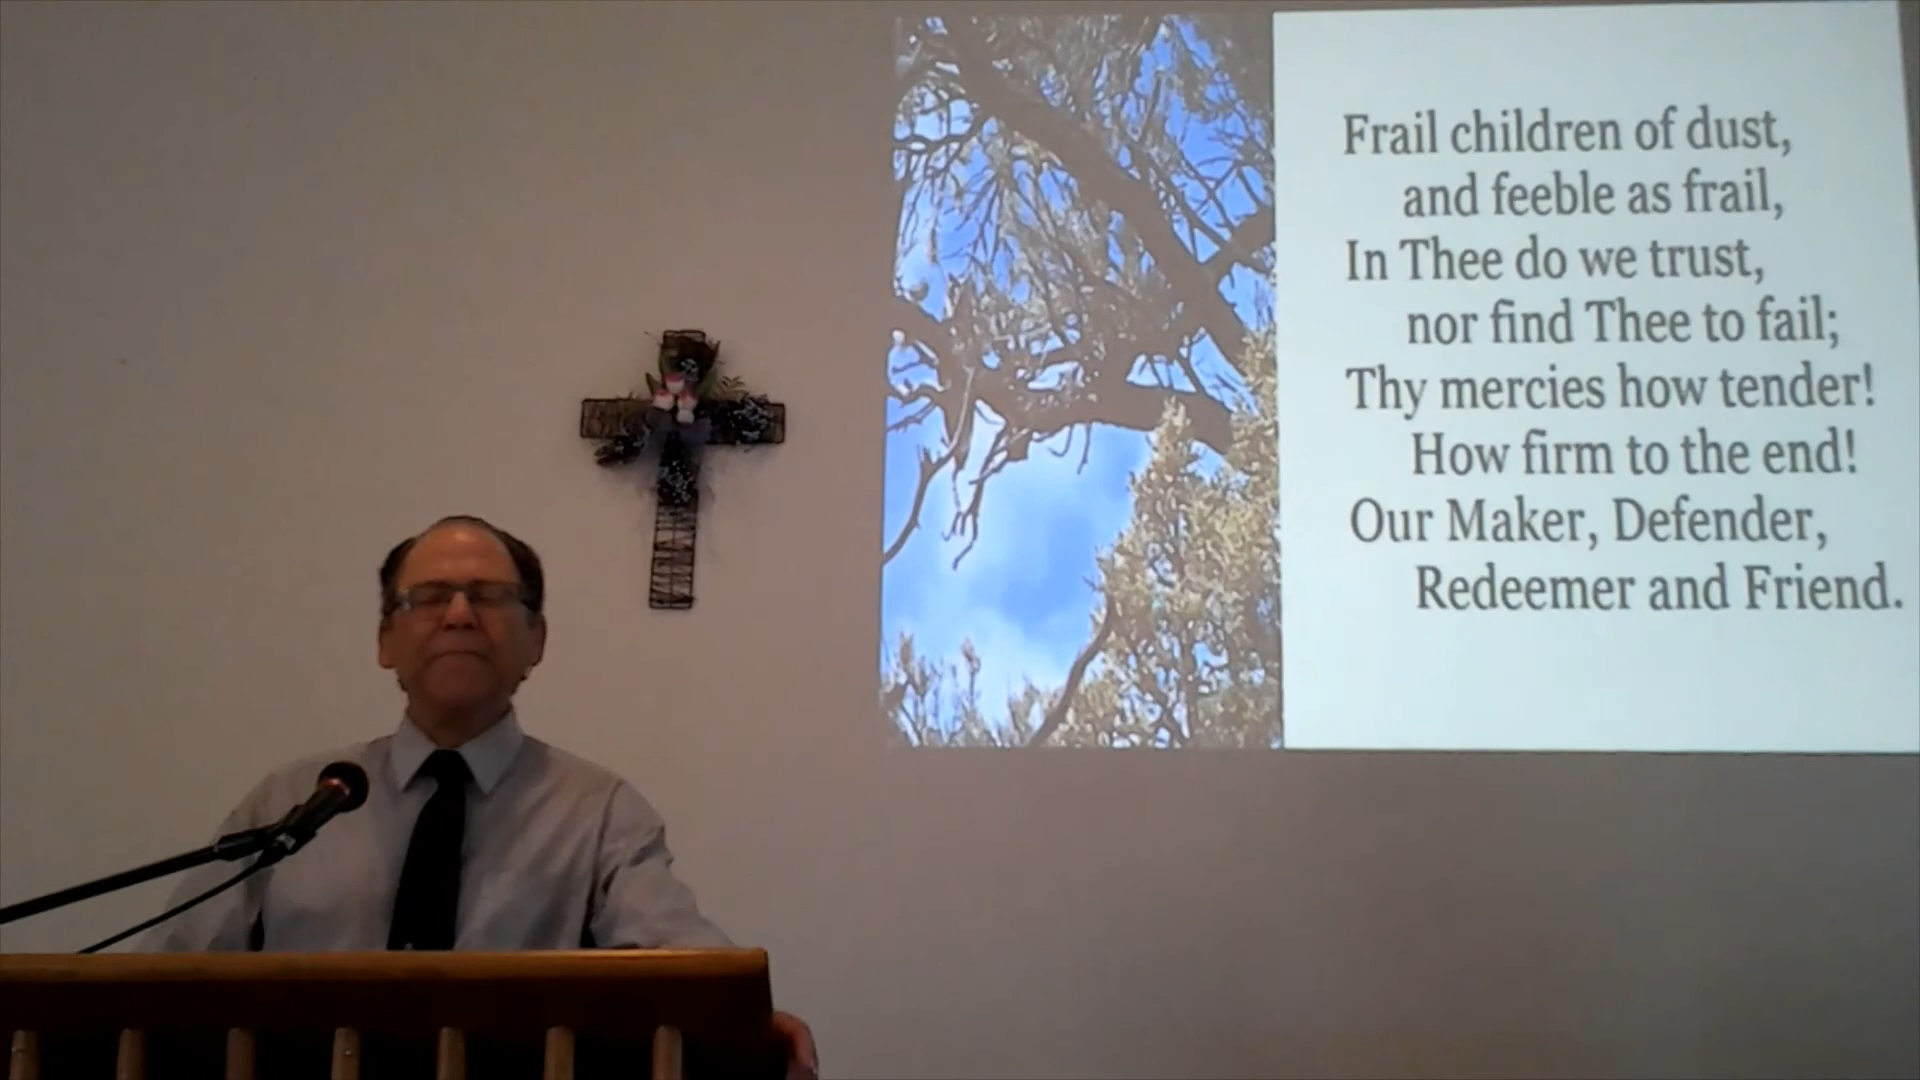 Frail children of dust,
and feeble as frail,
In Thee do we trust,
nor find Thee to fail;
Thy mercies how tender!
How firm to the end!
Our Maker, Defender,
Redeemer and Friend.